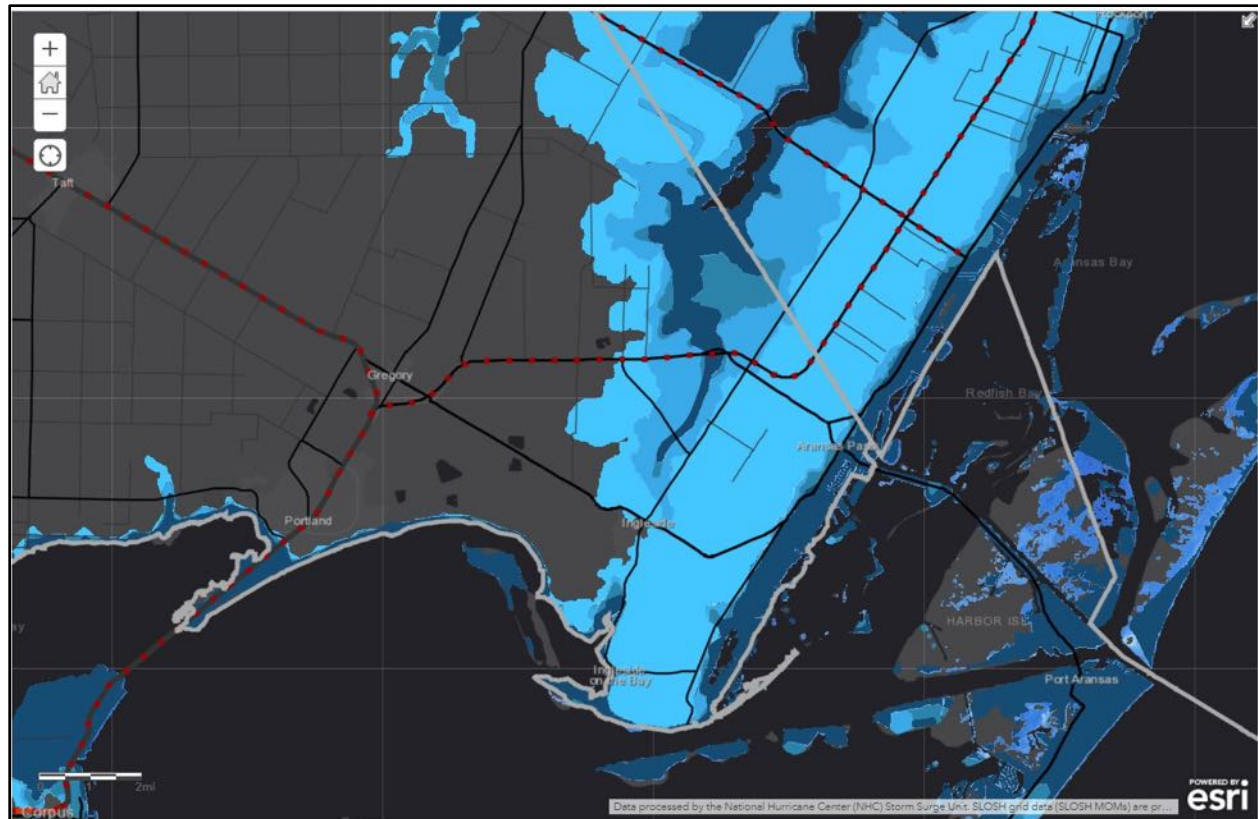 Rockport
+
−
Taft
Aransas Bay
Gregory
Redfish Bay
Aransas Pass
Portland
Ingleside
HARBOR ISL
Ingleside
on the Bay
Port Aransas
0 1 2mi
Corpus
Data processed by the National Hurricane Center (NHC) Storm Surge Unit. SLOSH grid data (SLOSH MOMs) are pr...
POWERED BY
esri